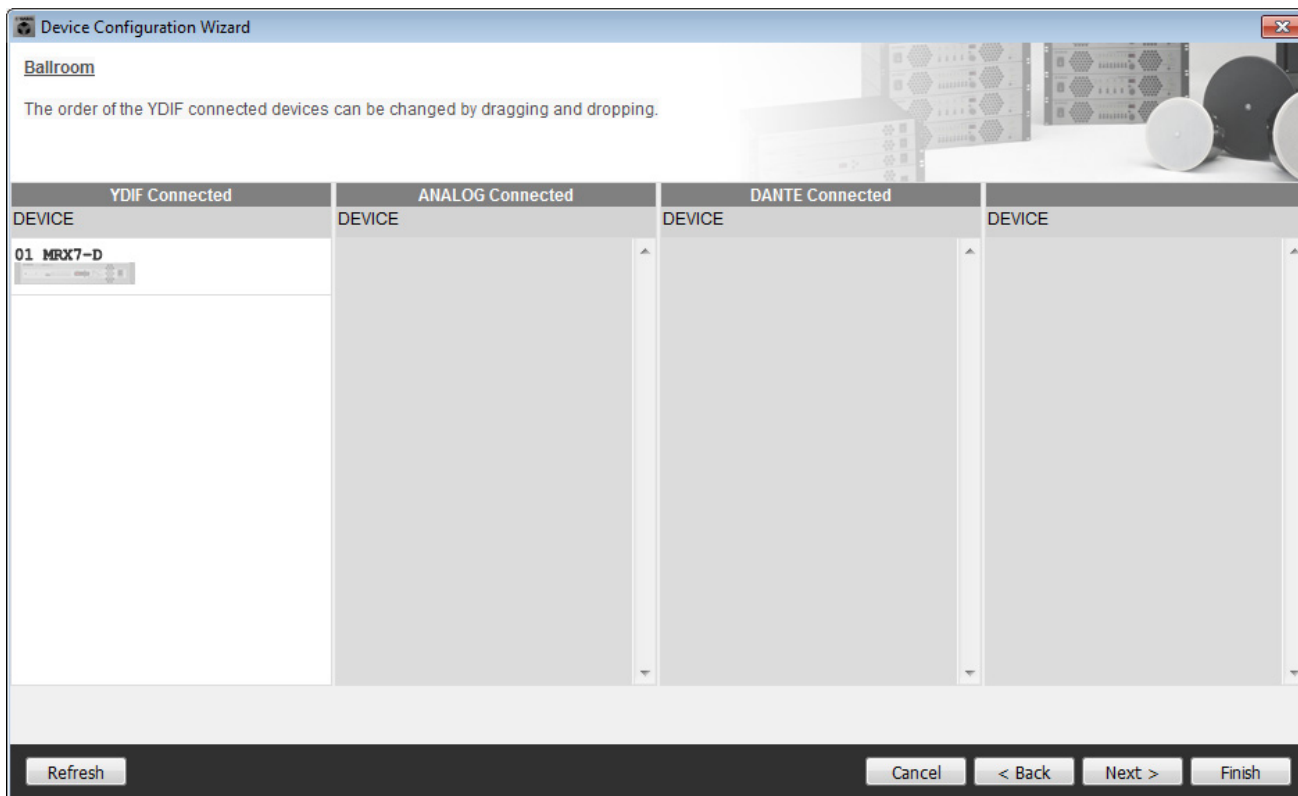 Device Configuration Wizard
Ballroom
The order of the YDIF connected devices can be changed by dragging and dropping.
YDIF Connected
ANALOG Connected
DANTE Connected
DEVICE
DEVICE
DEVICE
DEVICE
01 MRX7-D
Refresh
Cancel
< Back
Next >
Finish